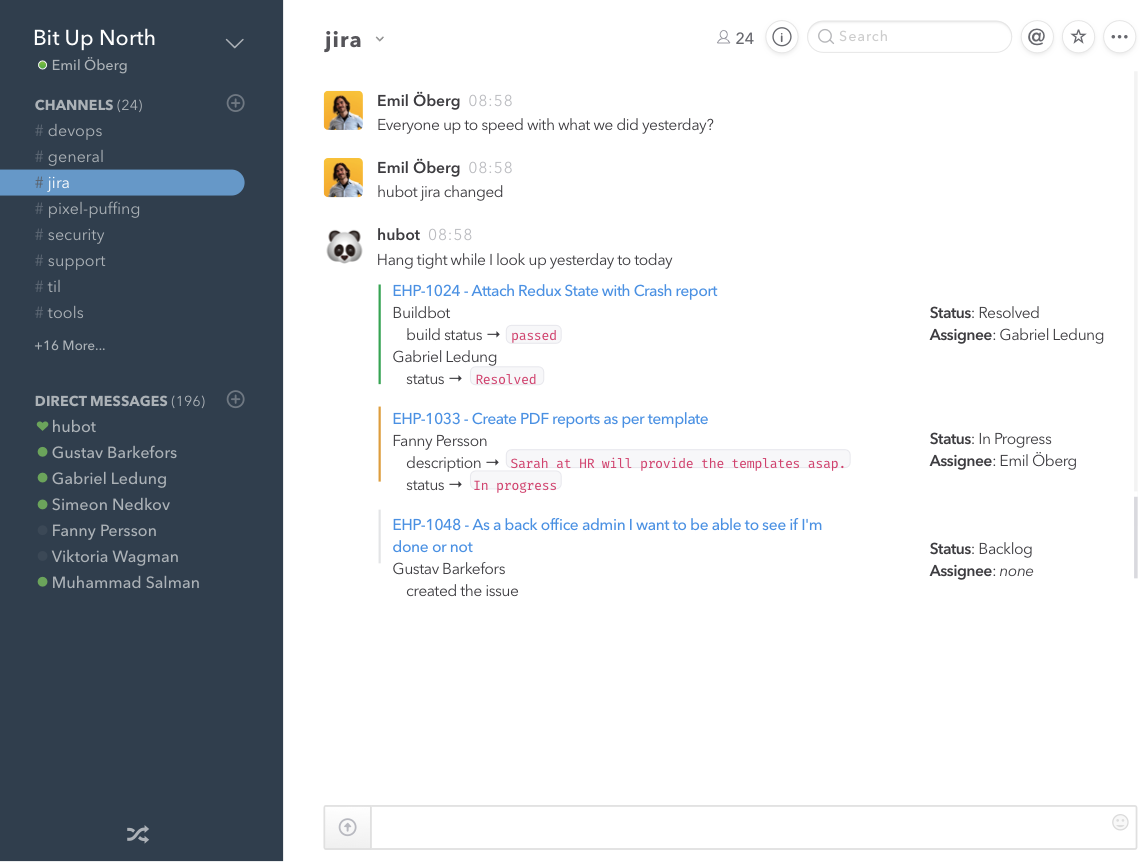 Bit Up North
Emil Öberg
CHANNELS (24)
# devops
# general
# jira
# pixel-puffing
# security
# support
# til
# tools
+16 More...
DIRECT MESSAGES (196)
hubot
Gustav Barkefors
Gabriel Ledung
Simeon Nedkov
Fanny Persson
Viktoria Wagman
Muhammad Salman
jira
24
Search
@
Emil Öberg 08:58
Everyone up to speed with what we did yesterday?
Emil Öberg 08:58
hubot jira changed
hubot 08:58
Hang tight while I look up yesterday to today
EHP-1024 - Attach Redux State with Crash report
Buildbot
build status → passed
Gabriel Ledung
status → Resolved
Status: Resolved
Assignee: Gabriel Ledung
EHP-1033 - Create PDF reports as per template
Fanny Persson
description → Sarah at HR will provide the templates asap.
status → In progress
Status: In Progress
Assignee: Emil Öberg
EHP-1048 - As a back office admin I want to be able to see if I'm
done or not
Gustav Barkefors
created the issue
Status: Backlog
Assignee: none